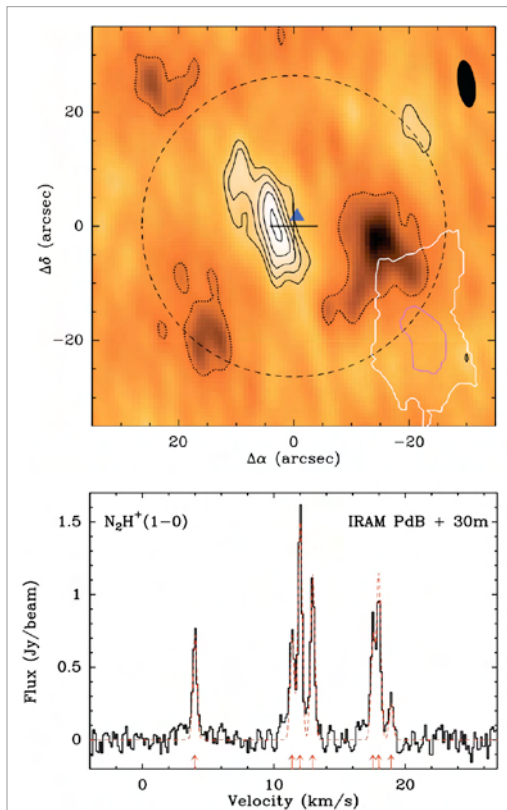 20
0
−20
Δδ (arcsec)
20 0 −20
Δα (arcsec)
N₂H⁺(1−0) IRAM PdB + 30m
1.5
1
0.5
0
Flux (Jy/beam)
0 10 20
Velocity (km/s)